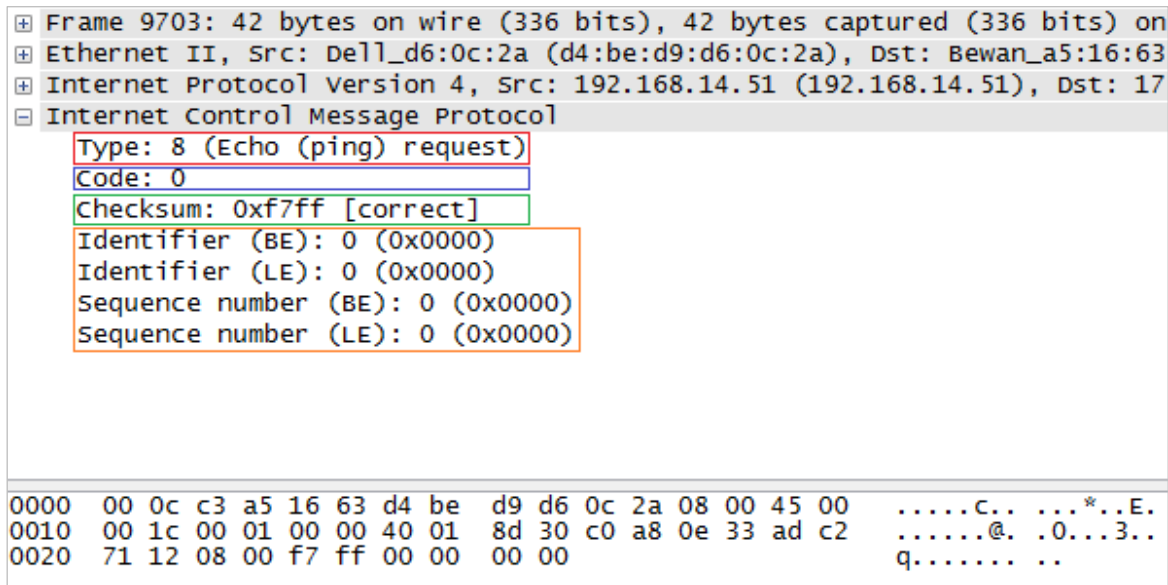 Frame 9703: 42 bytes on wire (336 bits), 42 bytes captured (336 bits) on
Ethernet II, Src: Dell_d6:0c:2a (d4:be:d9:d6:0c:2a), Dst: Bewan_a5:16:63
Internet Protocol Version 4, Src: 192.168.14.51 (192.168.14.51), Dst: 17
Internet Control Message Protocol
Type: 8 (Echo (ping) request)
Code: 0
Checksum: 0xf7ff [correct]
Identifier (BE): 0 (0x0000)
Identifier (LE): 0 (0x0000)
Sequence number (BE): 0 (0x0000)
Sequence number (LE): 0 (0x0000)
0000 00 0c c3 a5 16 63 d4 be d9 d6 0c 2a 08 00 45 00 .....c.. ...*..E.
0010 00 1c 00 01 00 00 40 01 8d 30 c0 a8 0e 33 ad c2 ......@. .0...3..
0020 71 12 08 00 f7 ff 00 00 00 00 q....... ..